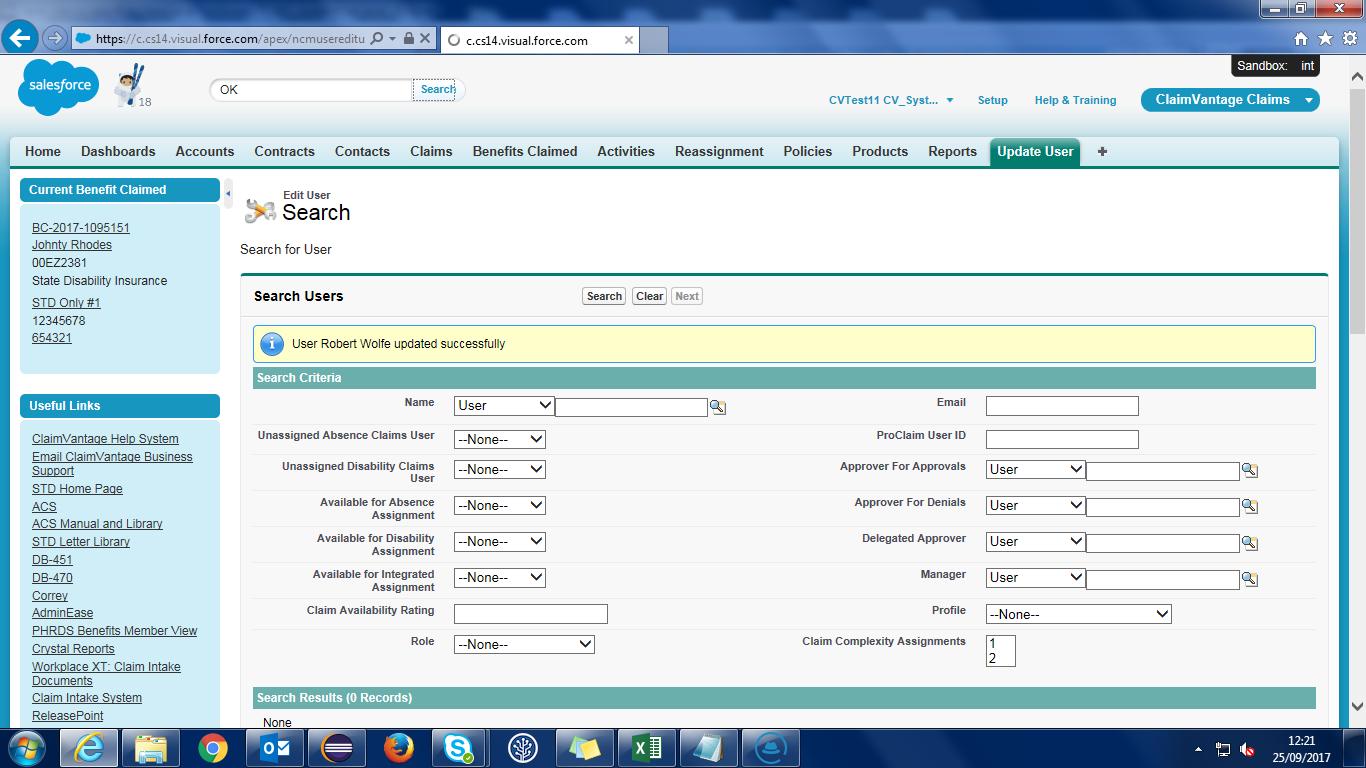 https://c.cs14.visual.force.com/apex/ncmusereditu
c.cs14.visual.force.com
salesforce
18
OK
Search
Sandbox: int
CVTest11 CV_Syst...
Setup
Help & Training
ClaimVantage Claims
Home
Dashboards
Accounts
Contracts
Contacts
Claims
Benefits Claimed
Activities
Reassignment
Policies
Products
Reports
Update User
Current Benefit Claimed
BC-2017-1095151
Johnty Rhodes
00EZ2381
State Disability Insurance
STD Only #1
12345678
654321
Useful Links
ClaimVantage Help System
Email ClaimVantage Business
Support
STD Home Page
ACS
ACS Manual and Library
STD Letter Library
DB-451
DB-470
Correy
AdminEase
PHRDS Benefits Member View
Crystal Reports
Workplace XT: Claim Intake
Documents
Claim Intake System
ReleasePoint
Edit User
Search
Search for User
Search Users
Search
Clear
Next
User Robert Wolfe updated successfully
Search Criteria
Name
User
Email
Unassigned Absence Claims User
--None--
ProClaim User ID
Unassigned Disability Claims
User
--None--
Approver For Approvals
User
Available for Absence
Assignment
--None--
Approver For Denials
User
Available for Disability
Assignment
--None--
Delegated Approver
User
Available for Integrated
Assignment
--None--
Manager
User
Claim Availability Rating
Profile
--None--
Role
--None--
Claim Complexity Assignments
1
2
Search Results (0 Records)
None
12:21
25/09/2017